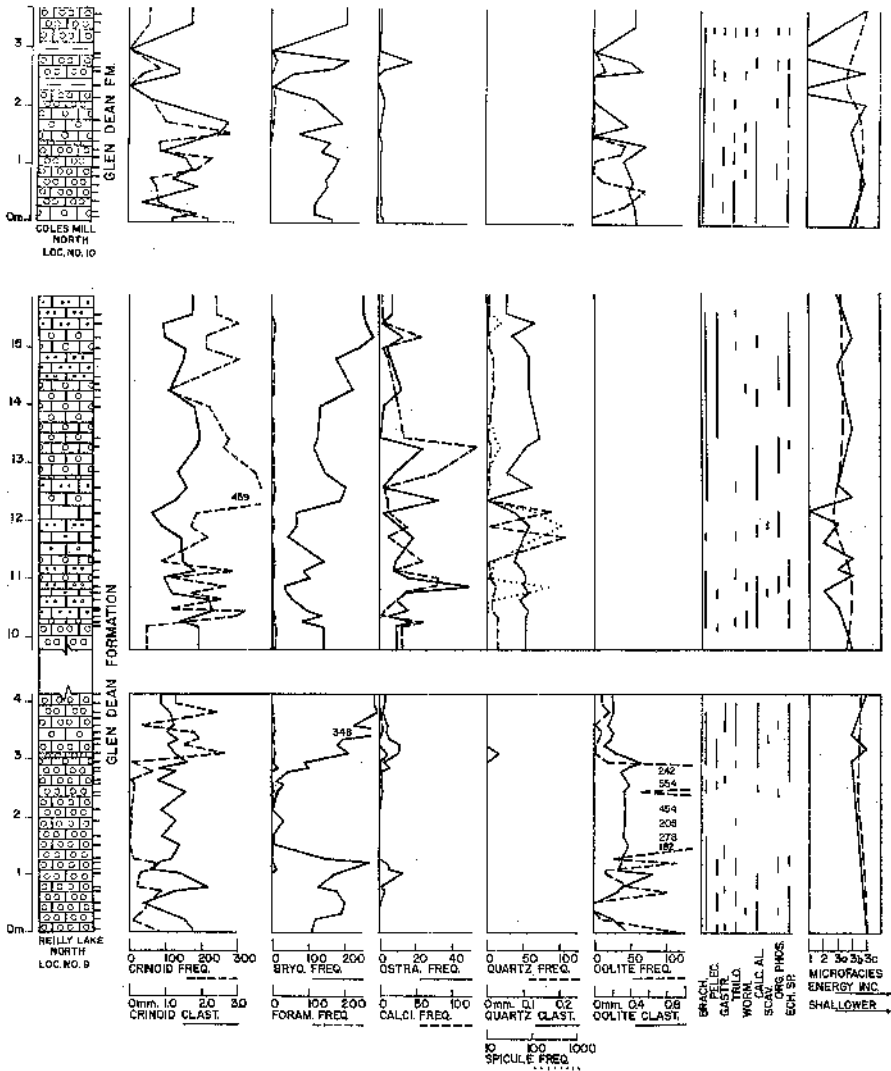 3
2
1
0m.
GLEN DEAN FM.
COLES MILL
NORTH
LOC. NO. 10
15
14
13
12
11
10
459
GLEN DEAN FORMATION
4
3
2
1
0m.
348
242
554
454
208
278
182
REILLY LAKE
NORTH
LOC. NO. 9
0 100 200 300
CRINOID FREQ.
0mm. 1.0 2.0 3.0
CRINOID CLAST.
0 100 200
BRYO. FREQ.
0 100 200
FORAM. FREQ.
0 20 40
OSTRA. FREQ.
0 50 100
CALCI. FREQ.
0 50 100
QUARTZ FREQ.
0mm. 0.1 0.2
QUARTZ CLAST.
10 100 1000
SPICULE FREQ.
0 50 100
OOLITE FREQ.
0mm. 0.4 0.8
OOLITE CLAST.
BRACH.
PELEC.
GASTR.
TRILO.
WORM.
CALC. AL.
SCAV.
ORG. PHOS.
ECH. SP.
1 2 3a 3b 3c
MICROFACIES
ENERGY INC.
SHALLOWER